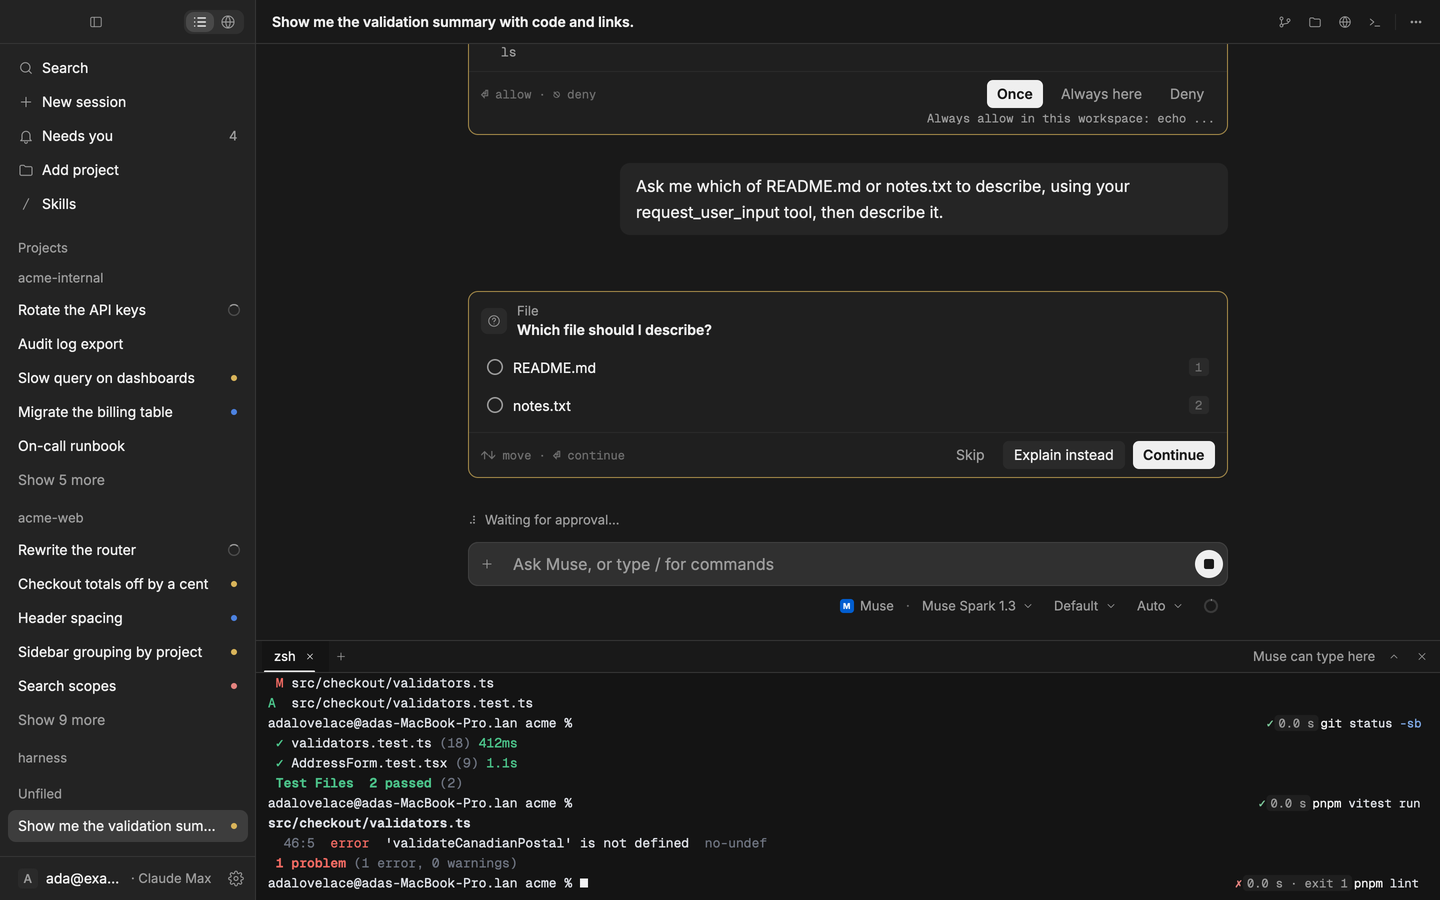 Show me the validation summary with code and links.
Search
New session
Needs you 4
Add project
Skills
Projects
acme-internal
Rotate the API keys
Audit log export
Slow query on dashboards
Migrate the billing table
On-call runbook
Show 5 more
acme-web
Rewrite the router
Checkout totals off by a cent
Header spacing
Sidebar grouping by project
Search scopes
Show 9 more
harness
Unfiled
Show me the validation sum...
A ada@exa... · Claude Max
ls
allow · deny
Once Always here Deny
Always allow in this workspace: echo ...
Ask me which of README.md or notes.txt to describe, using your
request_user_input tool, then describe it.
File
Which file should I describe?
README.md 1
notes.txt 2
move · continue
Skip Explain instead Continue
Waiting for approval...
Ask Muse, or type / for commands
M Muse · Muse Spark 1.3 Default Auto
zsh × + Muse can type here
M src/checkout/validators.ts
A src/checkout/validators.test.ts
adalovelace@adas-MacBook-Pro.lan acme % ✓ 0.0 s git status -sb
✓ validators.test.ts (18) 412ms
✓ AddressForm.test.tsx (9) 1.1s
Test Files 2 passed (2)
adalovelace@adas-MacBook-Pro.lan acme % ✓ 0.0 s pnpm vitest run
src/checkout/validators.ts
46:5 error 'validateCanadianPostal' is not defined no-undef
1 problem (1 error, 0 warnings)
adalovelace@adas-MacBook-Pro.lan acme % ✗ 0.0 s · exit 1 pnpm lint